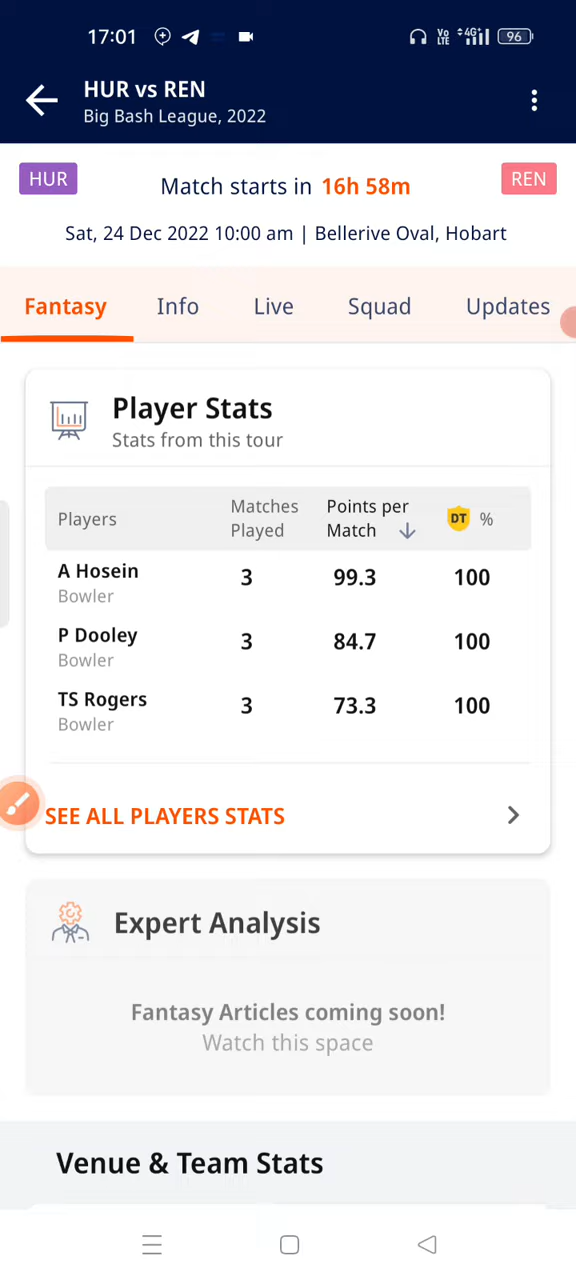 17:01 Vo LTE 4G+ 96
HUR vs REN
Big Bash League, 2022
HUR Match starts in 16h 58m REN
Sat, 24 Dec 2022 10:00 am | Bellerive Oval, Hobart
Fantasy Info Live Squad Updates
Player Stats
Stats from this tour
Players Matches Played Points per Match DT %
A Hosein 3 99.3 100
Bowler
P Dooley 3 84.7 100
Bowler
TS Rogers 3 73.3 100
Bowler
SEE ALL PLAYERS STATS
Expert Analysis
Fantasy Articles coming soon!
Watch this space
Venue & Team Stats